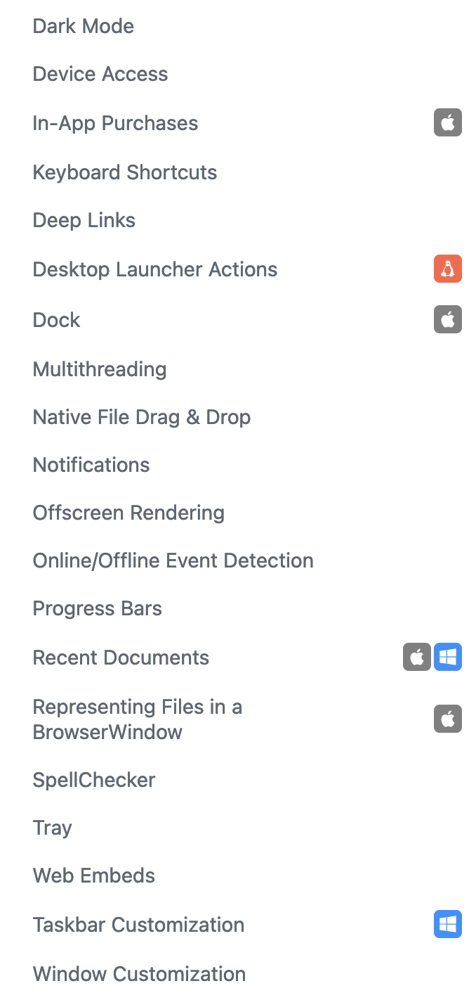 Dark Mode
Device Access
In-App Purchases
Keyboard Shortcuts
Deep Links
Desktop Launcher Actions
Dock
Multithreading
Native File Drag & Drop
Notifications
Offscreen Rendering
Online/Offline Event Detection
Progress Bars
Recent Documents
Representing Files in a
BrowserWindow
SpellChecker
Tray
Web Embeds
Taskbar Customization
Window Customization